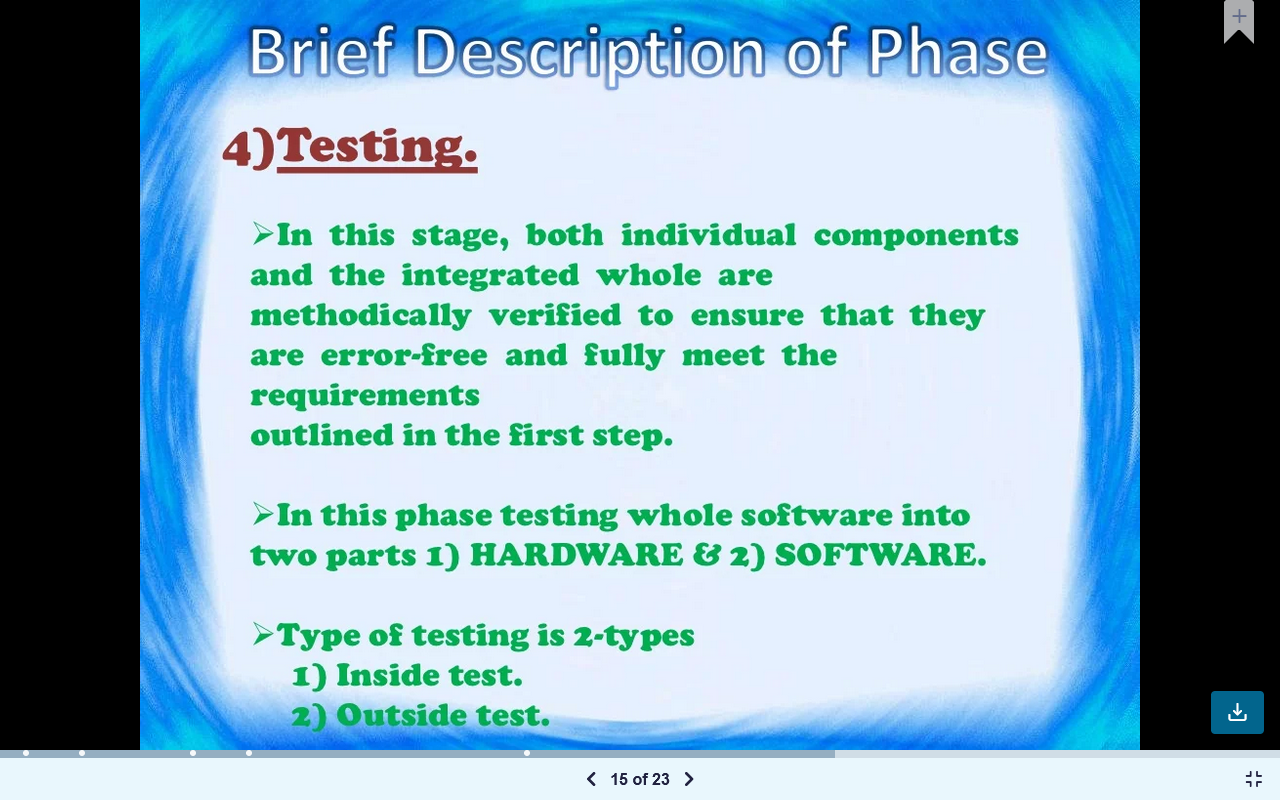 Brief Description of Phase
4)Testing.
➢In this stage, both individual components
and the integrated whole are
methodically verified to ensure that they
are error-free and fully meet the
requirements
outlined in the first step.
➢In this phase testing whole software into
two parts 1) HARDWARE & 2) SOFTWARE.
➢Type of testing is 2-types
1) Inside test.
2) Outside test.
15 of 23